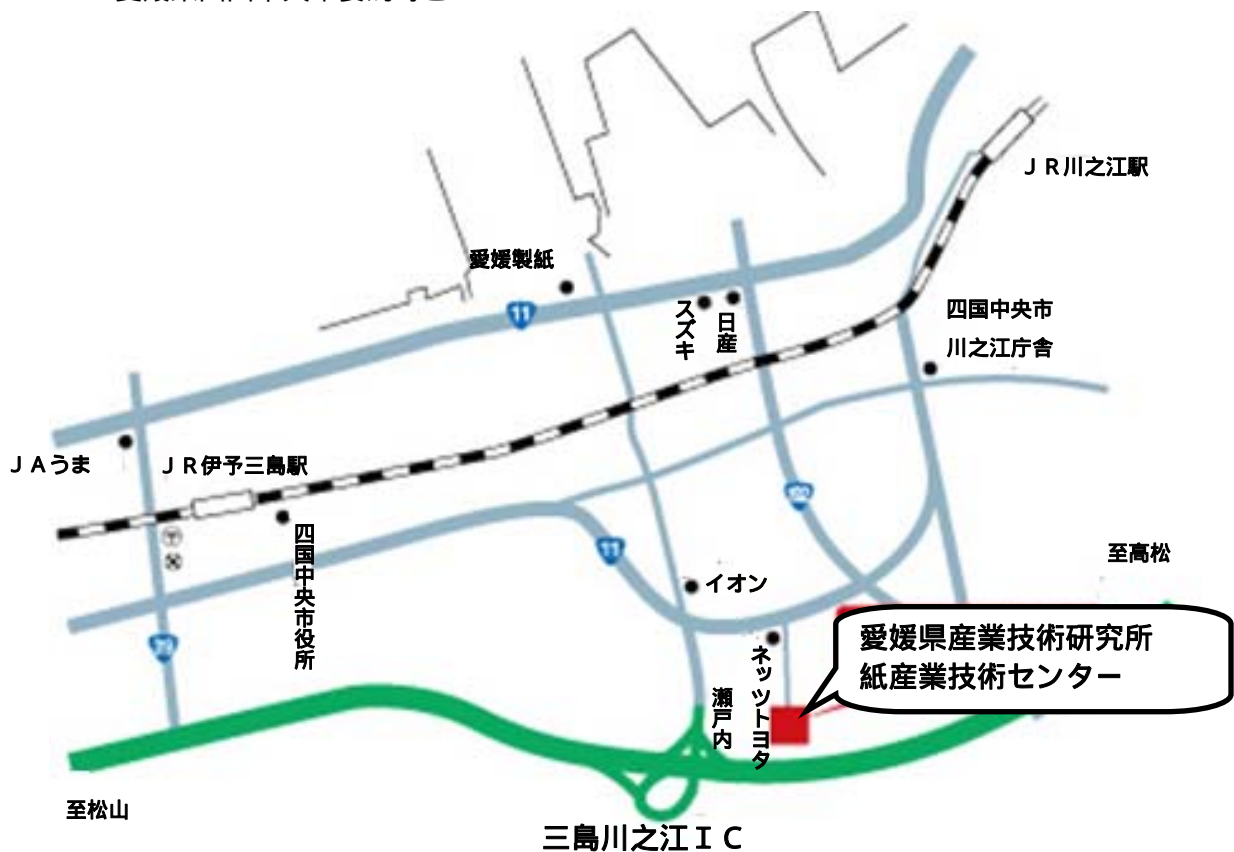 ＪＲ川之江駅
愛媛製紙
11
スズキ
日産
四国中央市
川之江庁舎
ＪＡうま
ＪＲ伊予三島駅
四国中央市役所
11
イオン
至高松
愛媛県産業技術研究所
紙産業技術センター
ネッツトヨタ
瀬戸内
至松山
三島川之江ＩＣ